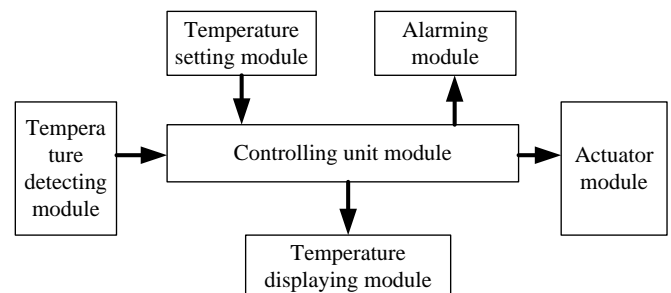 Temperature
setting module
Alarming
module
Tempera
ture
detecting
module
Controlling unit module
Actuator
module
Temperature
displaying module